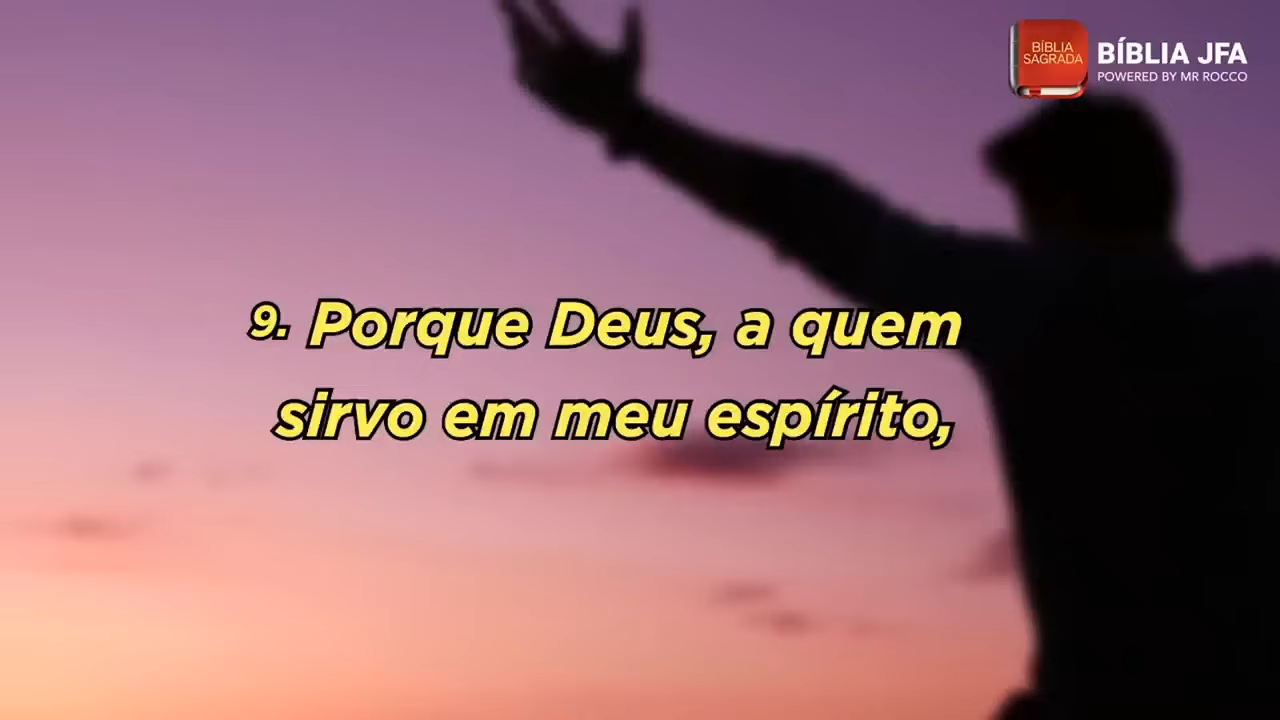 BÍBLIA
SAGRADA
BÍBLIA JFA
POWERED BY MR ROCCO
9. Porque Deus, a quem
sirvo em meu espírito,